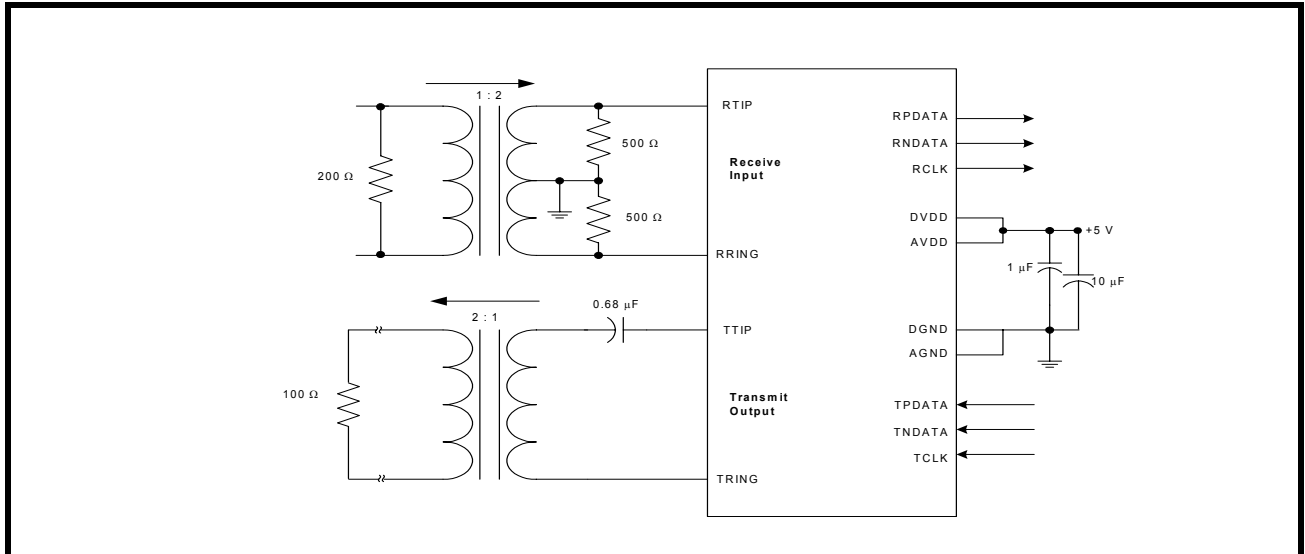 1 : 2
200 Ω
500 Ω
500 Ω
RTIP
Receive
Input
RRING
2 : 1
0.68 μF
100 Ω
TTIP
Transmit
Output
TRING
RPDATA
RNDATA
RCLK
DVDD
AVDD
+5 V
1 μF
10 μF
DGND
AGND
TPDATA
TNDATA
TCLK